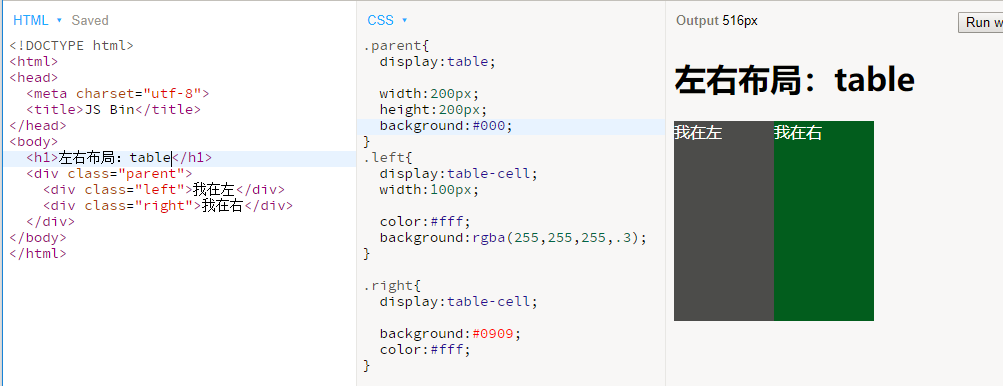 HTML ▾ Saved
<!DOCTYPE html>
<html>
<head>
<meta charset="utf-8">
<title>JS Bin</title>
</head>
<body>
<h1>左右布局：table</h1>
<div class="parent">
<div class="left">我在左</div>
<div class="right">我在右</div>
</div>
</body>
</html>
CSS ▾
.parent{
display:table;
width:200px;
height:200px;
background:#000;
}
.left{
display:table-cell;
width:100px;
color:#fff;
background:rgba(255,255,255,.3);
}
.right{
display:table-cell;
background:#0909;
color:#fff;
}
Output 516px
Run w
左右布局：table
我在左 我在右